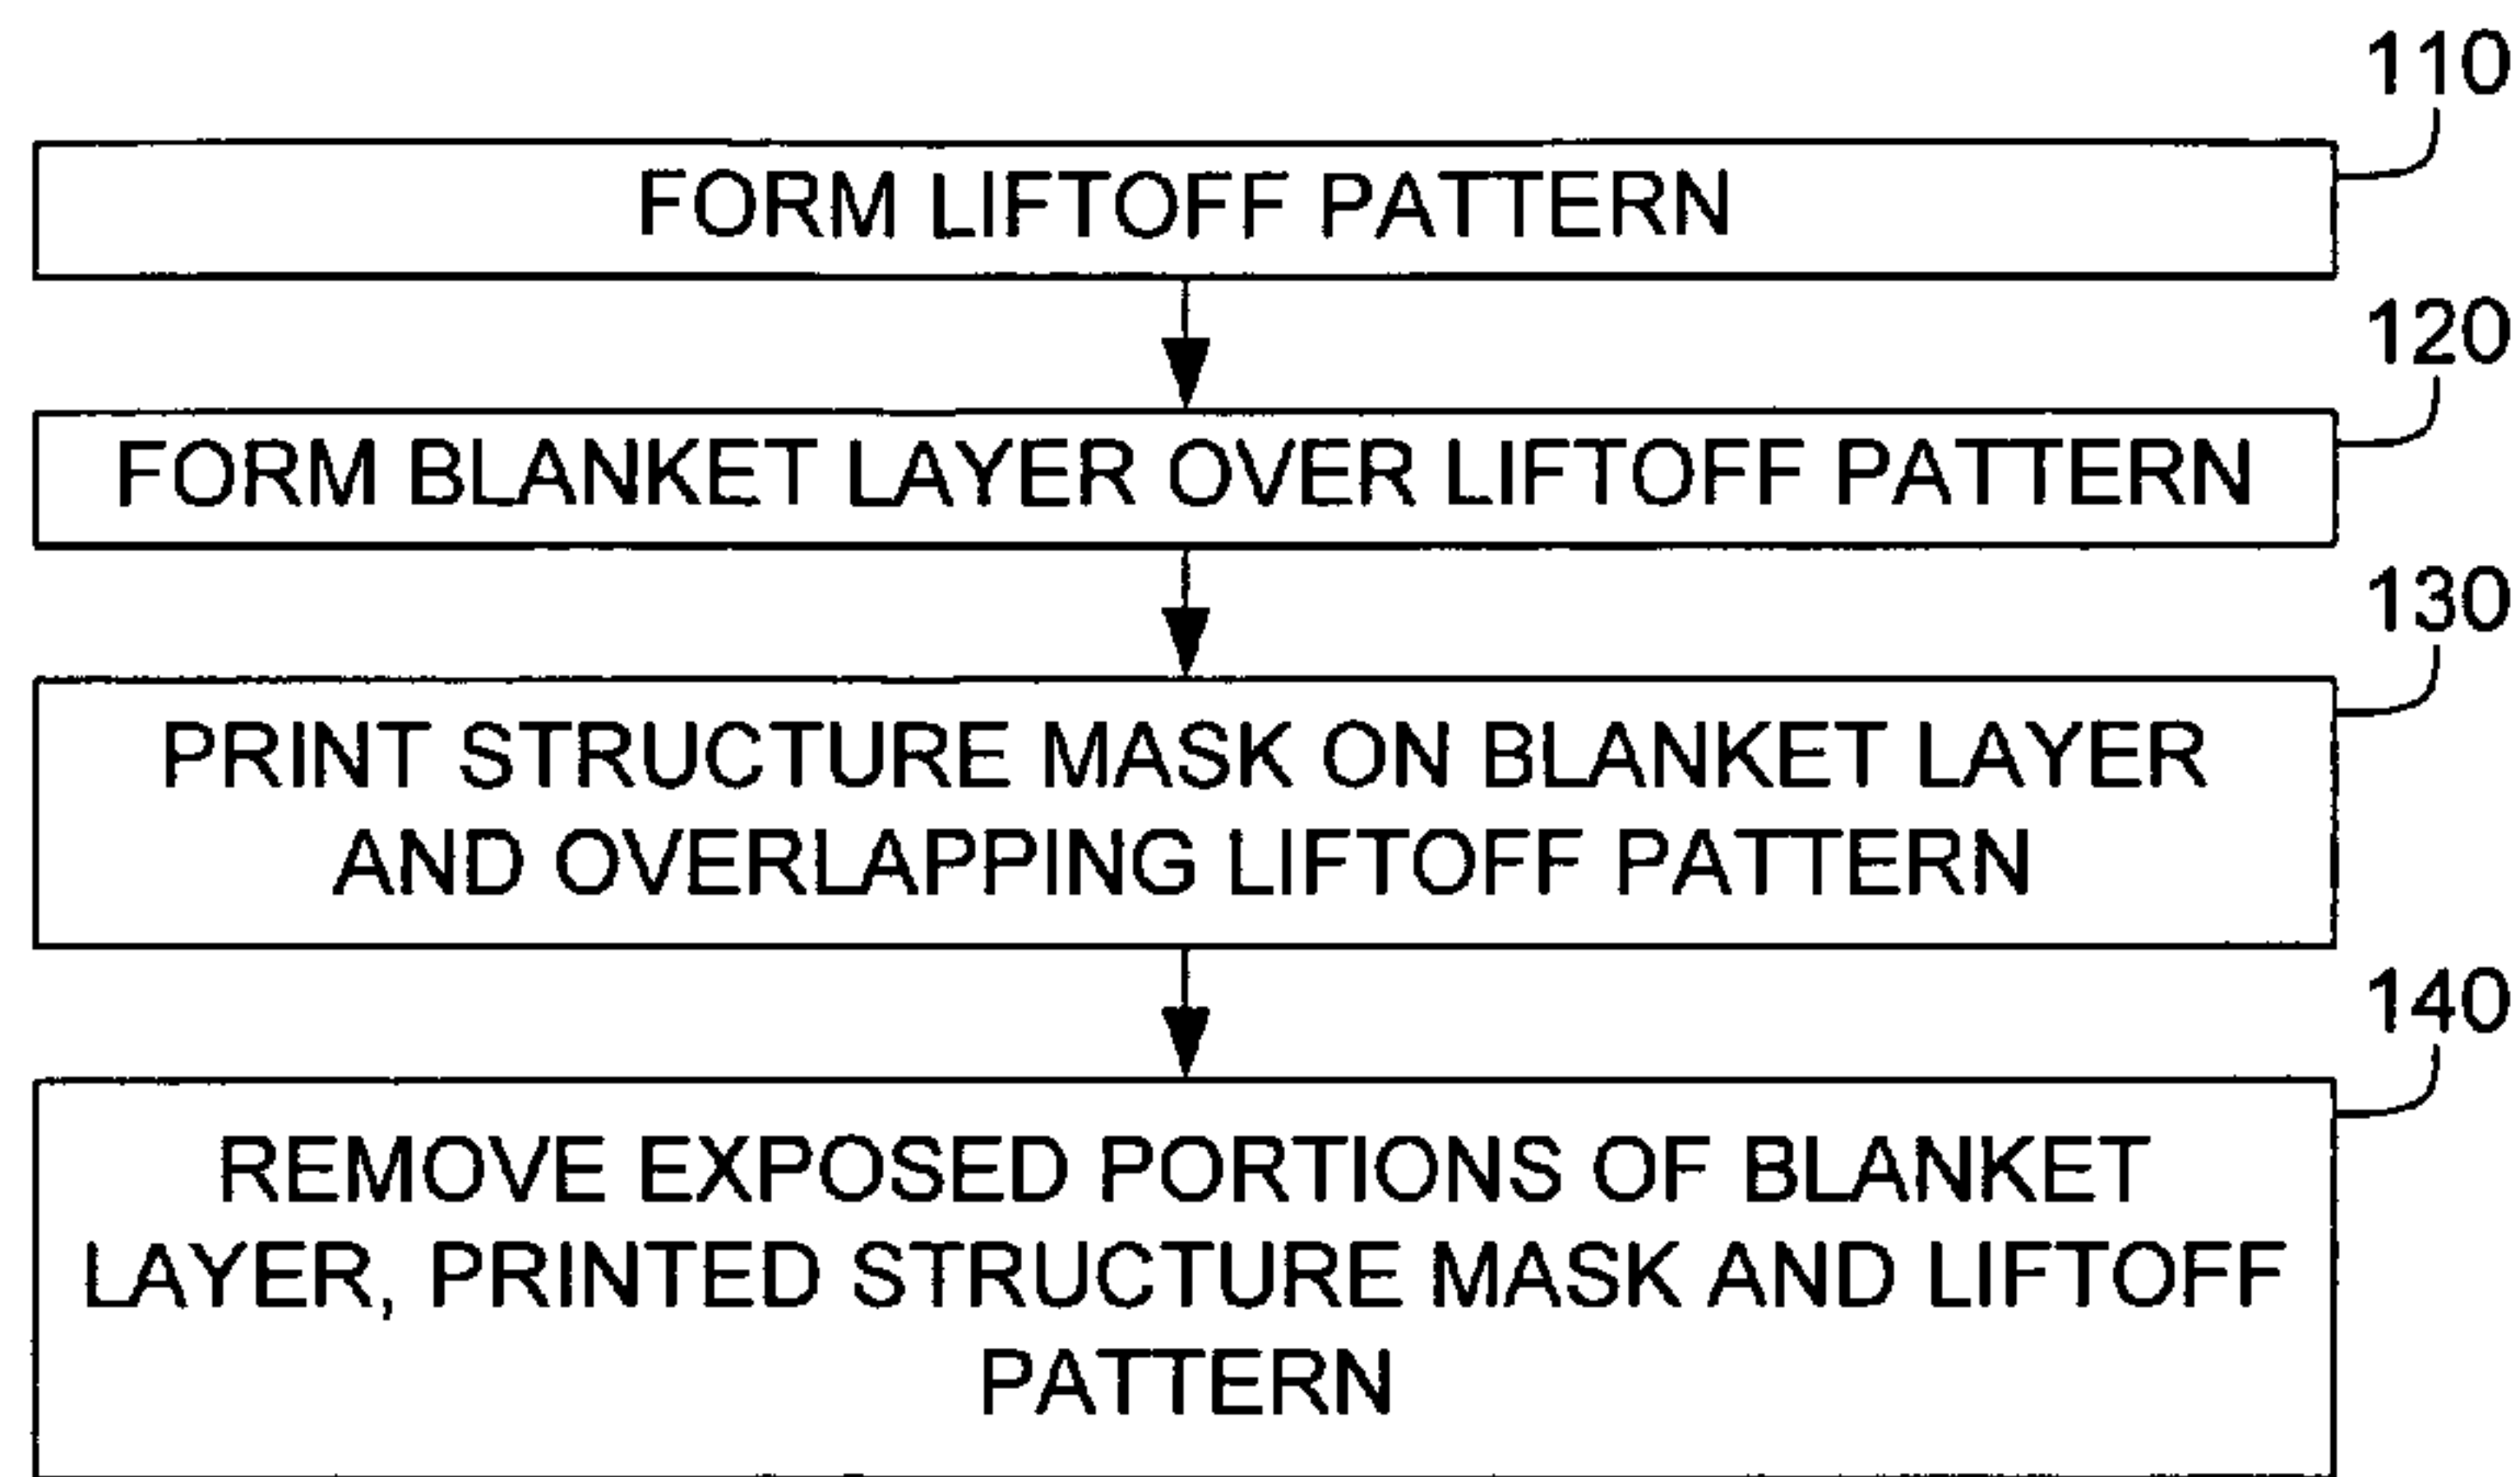 110
FORM LIFTOFF PATTERN
120
FORM BLANKET LAYER OVER LIFTOFF PATTERN
130
PRINT STRUCTURE MASK ON BLANKET LAYER
AND OVERLAPPING LIFTOFF PATTERN
140
REMOVE EXPOSED PORTIONS OF BLANKET
LAYER, PRINTED STRUCTURE MASK AND LIFTOFF
PATTERN